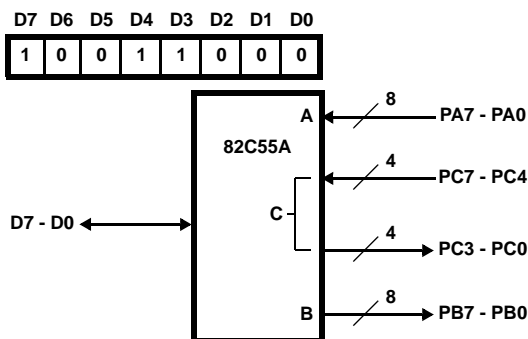 D7 D6 D5 D4 D3 D2 D1 D0
1 0 0 1 1 0 0 0
8
A PA7 - PA0
82C55A
4
PC7 - PC4
C
D7 - D0
4
PC3 - PC0
8
B PB7 - PB0